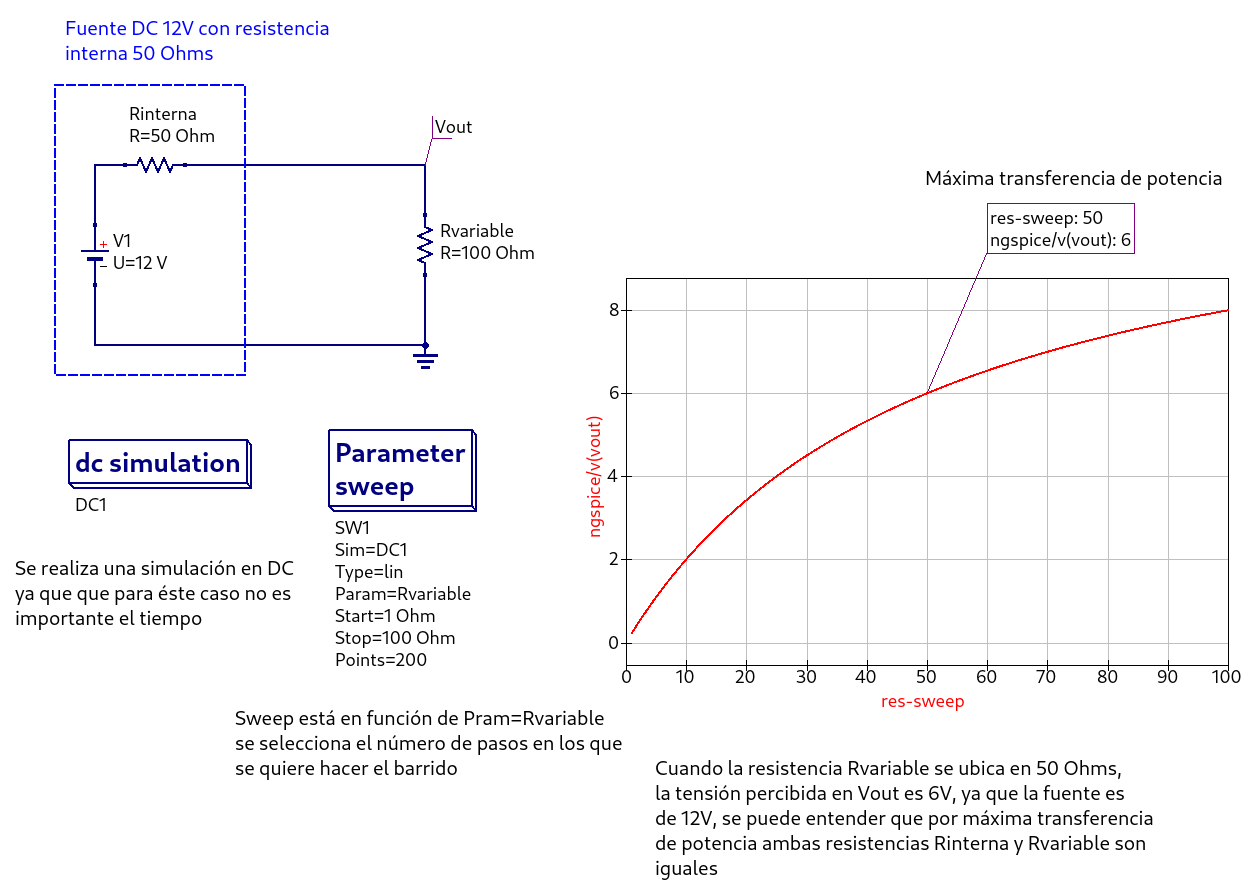 Fuente DC 12V con resistencia
interna 50 Ohms
Rinterna
R=50 Ohm
Vout
+
V1
U=12 V
−
Rvariable
R=100 Ohm
dc simulation
DC1
Se realiza una simulación en DC
ya que que para éste caso no es
importante el tiempo
Parameter
sweep
SW1
Sim=DC1
Type=lin
Param=Rvariable
Start=1 Ohm
Stop=100 Ohm
Points=200
Sweep está en función de Pram=Rvariable
se selecciona el número de pasos en los que
se quiere hacer el barrido
Máxima transferencia de potencia
res-sweep: 50
ngspice/v(vout): 6
ngspice/v(vout)
8
6
4
2
0
0 10 20 30 40 50 60 70 80 90 100
res-sweep
Cuando la resistencia Rvariable se ubica en 50 Ohms,
la tensión percibida en Vout es 6V, ya que la fuente es
de 12V, se puede entender que por máxima transferencia
de potencia ambas resistencias Rinterna y Rvariable son
iguales